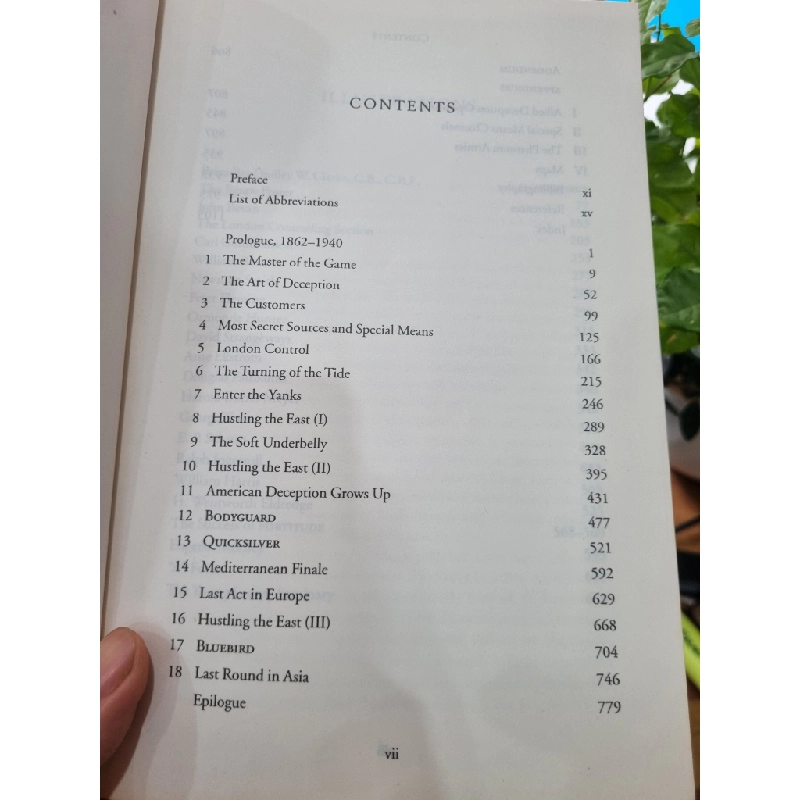 CONTENTS
Preface xi
List of Abbreviations xv
Prologue, 1862–1940 1
1 The Master of the Game 9
2 The Art of Deception 52
3 The Customers 99
4 Most Secret Sources and Special Means 125
5 London Control 166
6 The Turning of the Tide 215
7 Enter the Yanks 246
8 Hustling the East (I) 289
9 The Soft Underbelly 328
10 Hustling the East (II) 395
11 American Deception Grows Up 431
12 BODYGUARD 477
13 QUICKSILVER 521
14 Mediterranean Finale 592
15 Last Act in Europe 629
16 Hustling the East (III) 668
17 BLUEBIRD 704
18 Last Round in Asia 746
Epilogue 779
vii